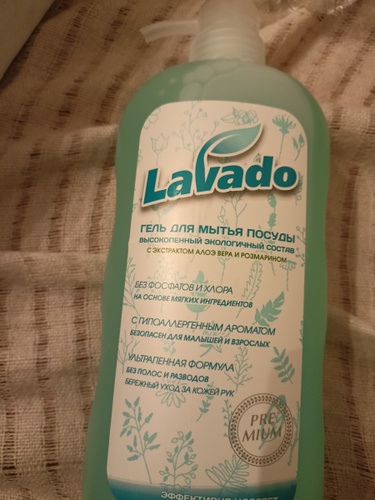 Lavado
ГЕЛЬ ДЛЯ МЫТЬЯ ПОСУДЫ
ВЫСОКОПЕННЫЙ ЭКОЛОГИЧНЫЙ СОСТАВ
С ЭКСТРАКТОМ АЛОЭ ВЕРА И РОЗМАРИНОМ
БЕЗ ФОСФАТОВ И ХЛОРА
НА ОСНОВЕ МЯГКИХ ИНГРЕДИЕНТОВ
С ГИПОАЛЛЕРГЕННЫМ АРОМАТОМ
БЕЗОПАСЕН ДЛЯ МАЛЫШЕЙ И ВЗРОСЛЫХ
УЛЬТРАПЕННАЯ ФОРМУЛА
БЕЗ ПОЛОС И РАЗВОДОВ
БЕРЕЖНЫЙ УХОД ЗА КОЖЕЙ РУК
PRE
MIUM